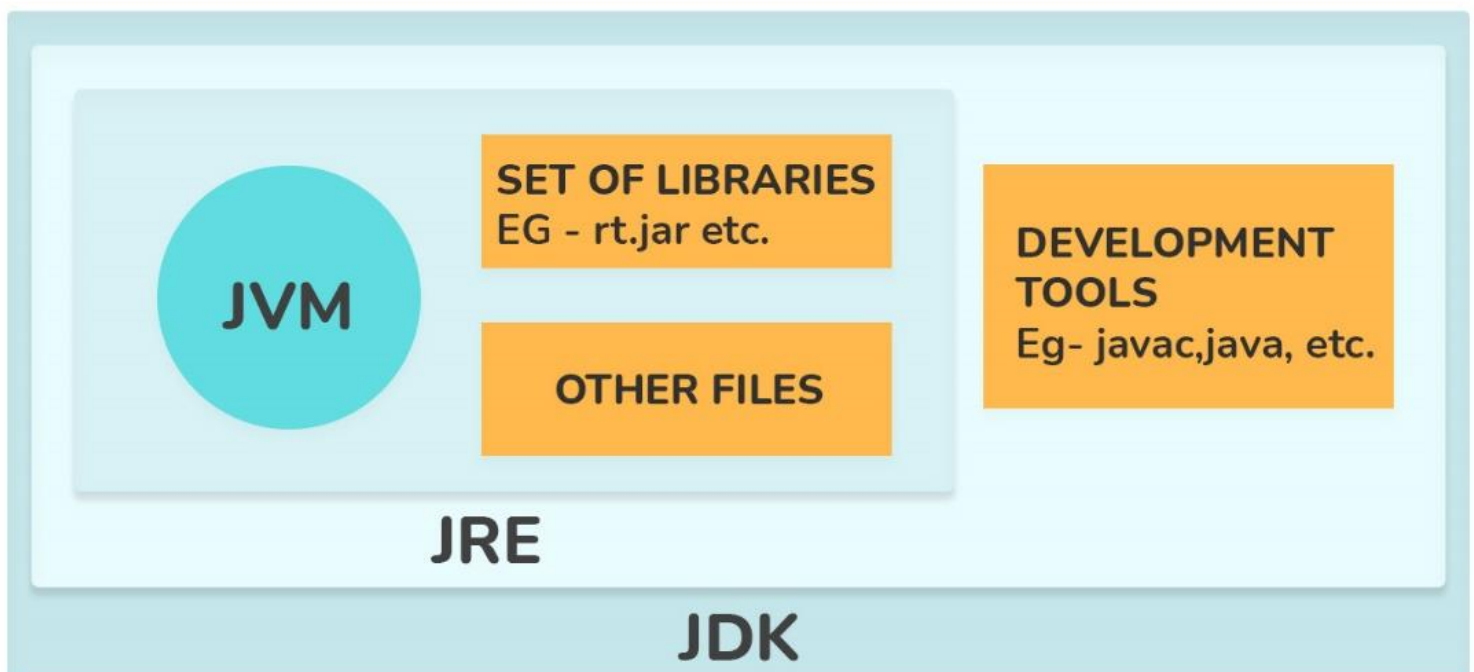 JVM
SET OF LIBRARIES
EG - rt.jar etc.
OTHER FILES
DEVELOPMENT
TOOLS
Eg- javac,java, etc.
JRE
JDK